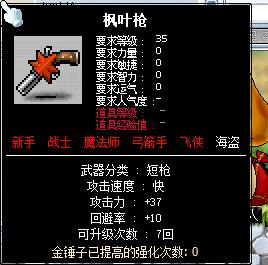 枫叶枪
要求等级： 35
要求力量： 0
要求敏捷： 0
要求智力： 0
要求运气： 0
要求人气度： -
道具等级： -
道具经验值： -
新手 战士 魔法师 弓箭手 飞侠 海盗
武器分类 : 短枪
攻击速度 : 快
攻击力 : +37
回避率 : +10
可升级次数 : 7回
金锤子已提高的强化次数: 0